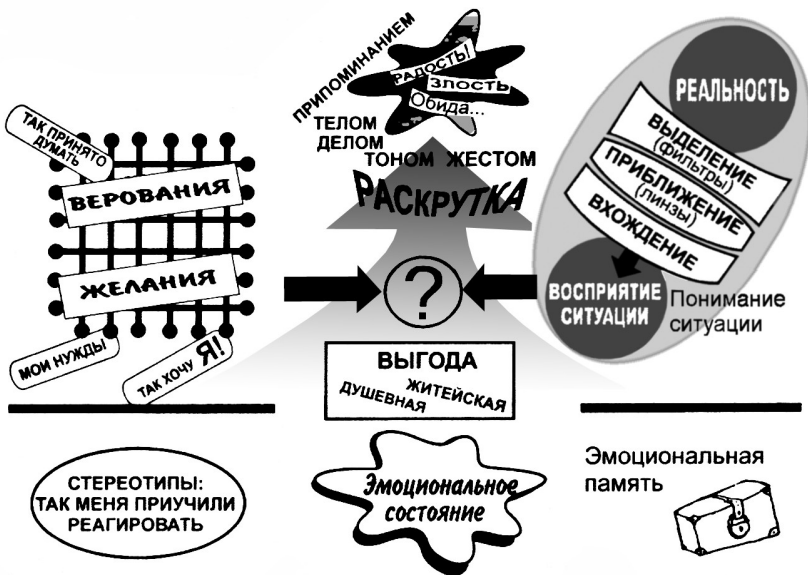 ТАК ПРИНЯТО
ДУМАТЬ
ВЕРОВАНИЯ
ЖЕЛАНИЯ
МОИ НУЖДЫ
ТАК ХОЧУ Я!
ПРИПОМИНАНИЕМ
РАДОСТЬ!
ЗЛОСТЬ
Обида...
ТЕЛОМ
ДЕЛОМ
ТОНОМ ЖЕСТОМ
РАСКРУТКА
?
ВЫГОДА
ДУШЕВНАЯ ЖИТЕЙСКАЯ
РЕАЛЬНОСТЬ
ВЫДЕЛЕНИЕ
(фильтры)
ПРИБЛИЖЕНИЕ
(линзы)
ВХОЖДЕНИЕ
ВОСПРИЯТИЕ
СИТУАЦИИ
Понимание
ситуации
СТЕРЕОТИПЫ:
ТАК МЕНЯ ПРИУЧИЛИ
РЕАГИРОВАТЬ
Эмоциональное
состояние
Эмоциональная
память